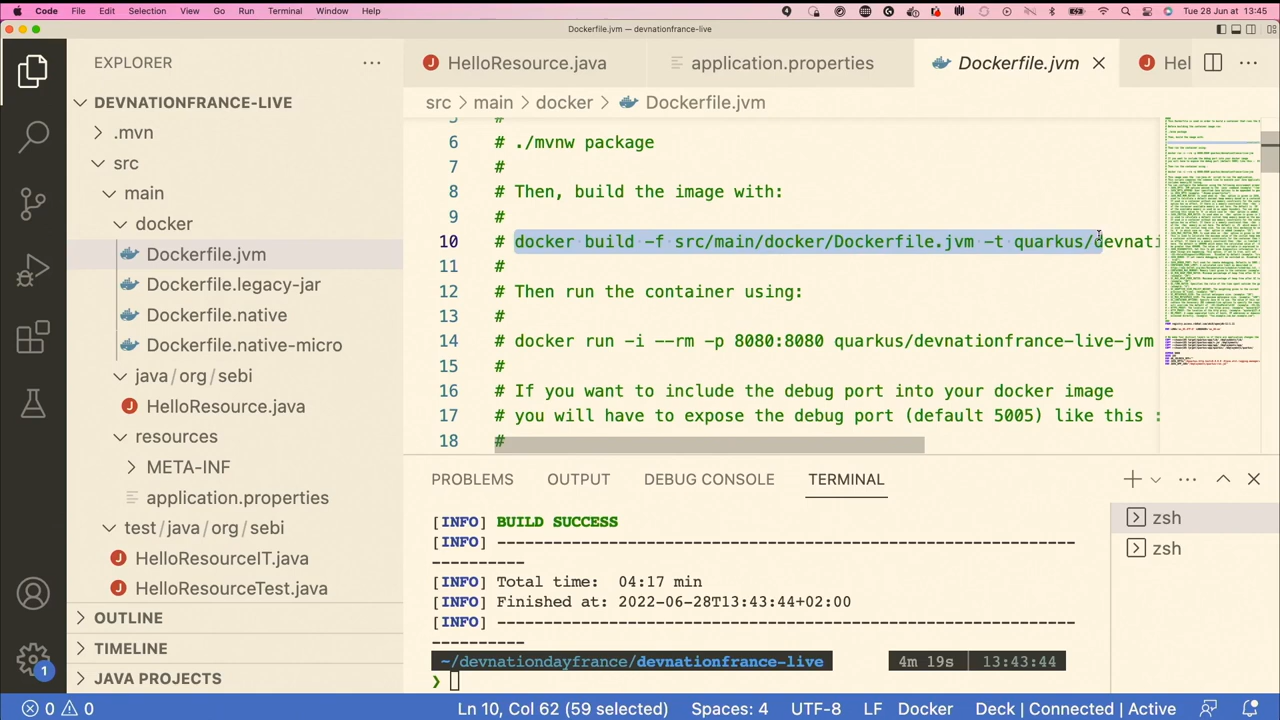 Code File Edit Selection View Go Run Terminal Window Help
Tue 28 Jun at 13:45
Dockerfile.jvm — devnationfrance-live
EXPLORER
DEVNATIONFRANCE-LIVE
.mvn
src
main
docker
Dockerfile.jvm
Dockerfile.legacy-jar
Dockerfile.native
Dockerfile.native-micro
java/org/sebi
HelloResource.java
resources
META-INF
application.properties
test/java/org/sebi
HelloResourceIT.java
HelloResourceTest.java
OUTLINE
TIMELINE
JAVA PROJECTS
HelloResource.java application.properties Dockerfile.jvm Hel
src > main > docker > Dockerfile.jvm
5 #
6 # ./mvnw package
7 #
8 # Then, build the image with:
9 #
10 # docker build -f src/main/docker/Dockerfile.jvm -t quarkus/devnati
11 #
12 # Then run the container using:
13 #
14 # docker run -i --rm -p 8080:8080 quarkus/devnationfrance-live-jvm
15 #
16 # If you want to include the debug port into your docker image
17 # you will have to expose the debug port (default 5005) like this :
18 #
PROBLEMS OUTPUT DEBUG CONSOLE TERMINAL
zsh
zsh
[INFO] BUILD SUCCESS
[INFO] ---------------------------------------------------------------
----------
[INFO] Total time:  04:17 min
[INFO] Finished at: 2022-06-28T13:43:44+02:00
[INFO] ---------------------------------------------------------------
----------
~/devnationdayfrance/devnationfrance-live 4m 19s 13:43:44
❯
1
0 0 Ln 10, Col 62 (59 selected) Spaces: 4 UTF-8 LF Docker Deck | Connected | Active